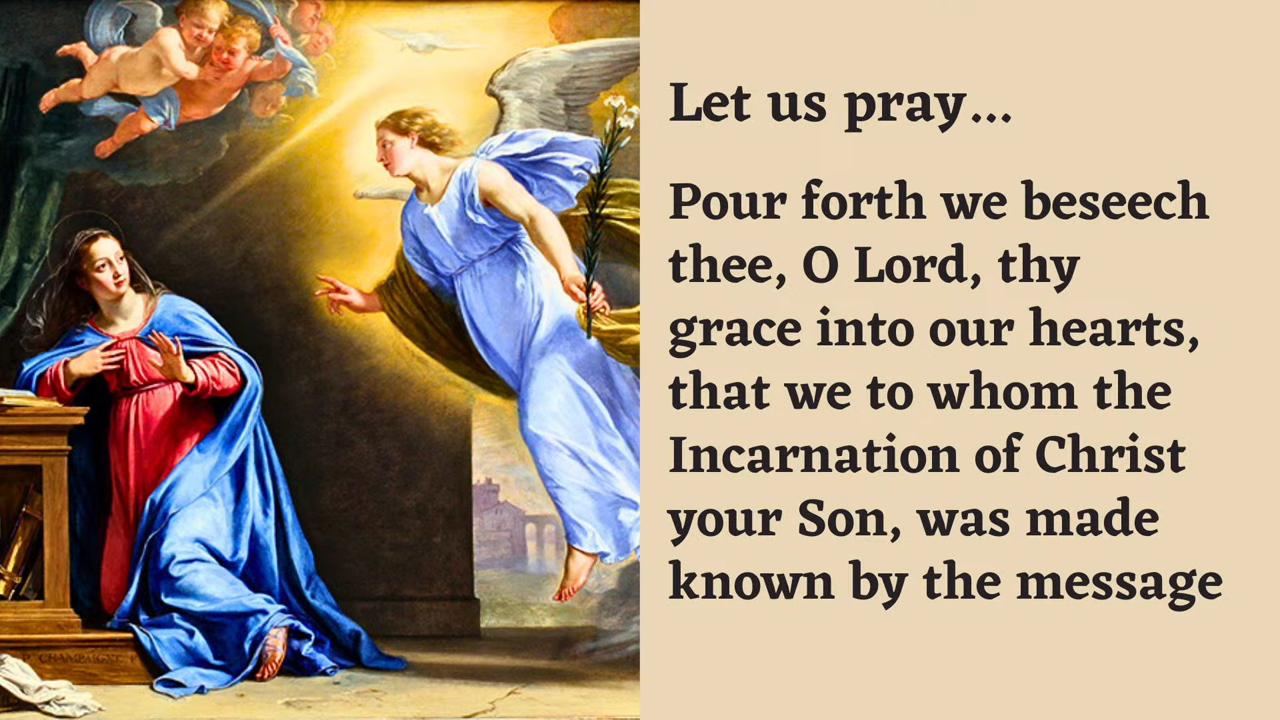 Let us pray...
Pour forth we beseech
thee, O Lord, thy
grace into our hearts,
that we to whom the
Incarnation of Christ
your Son, was made
known by the message
CHAMPAIGNE